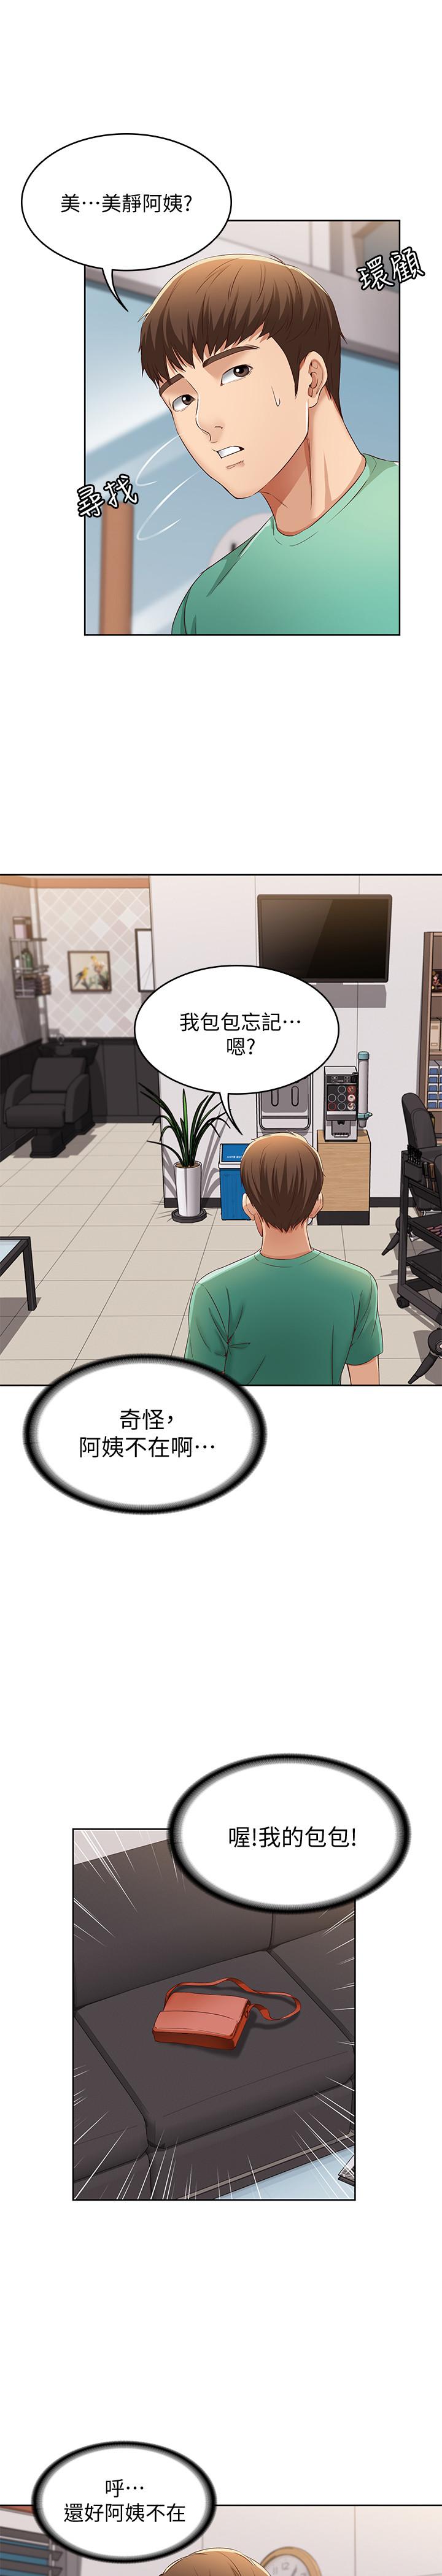 美⋯美靜阿姨?
環顧
尋找
我包包忘記⋯
嗯?
奇怪,
阿姨不在啊⋯
喔!我的包包!
呼⋯
還好阿姨不在